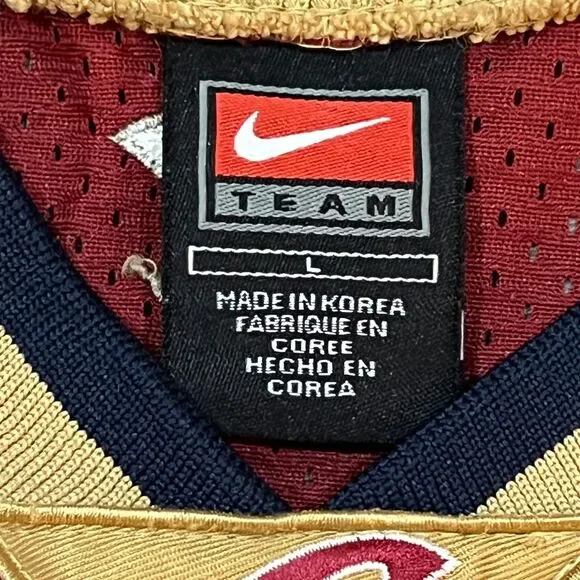 TEAM
L
MADE IN KOREA
FABRIQUE EN
COREE
HECHO EN
COREA